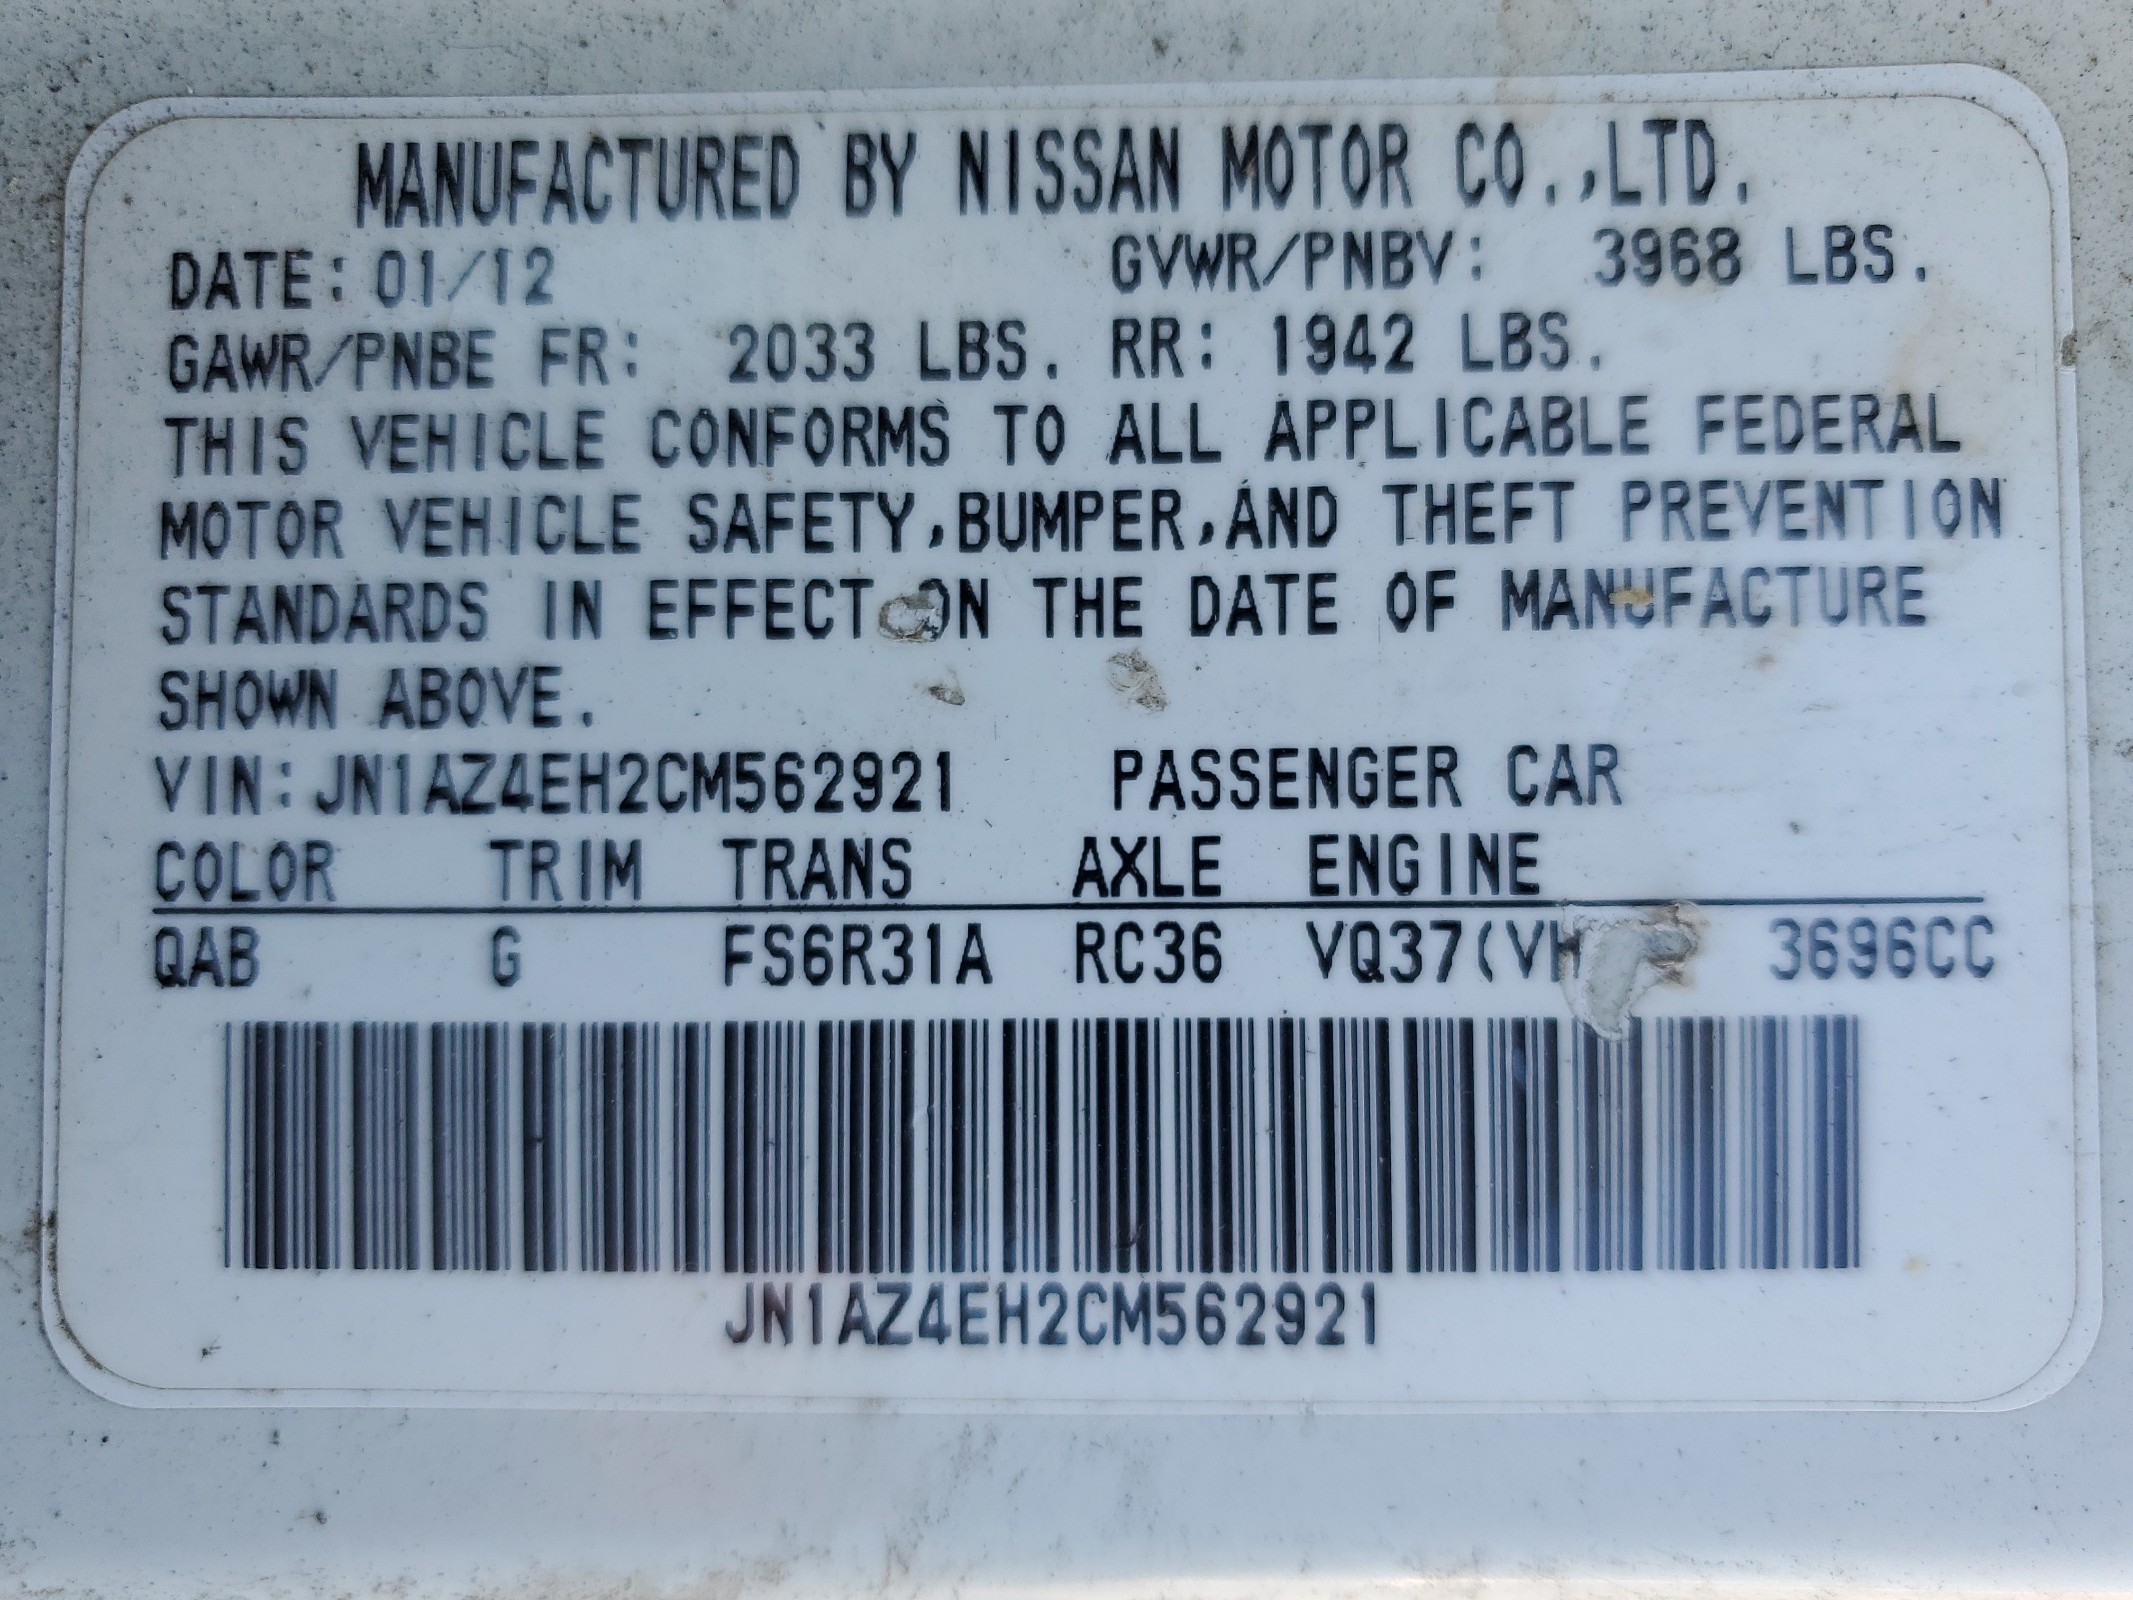 MANUFACTURED BY NISSAN MOTOR CO.,LTD.
DATE: 01/12 GVWR/PNBV: 3968 LBS.
GAWR/PNBE FR: 2033 LBS. RR: 1942 LBS.
THIS VEHICLE CONFORMS TO ALL APPLICABLE FEDERAL
MOTOR VEHICLE SAFETY,BUMPER,AND THEFT PREVENTION
STANDARDS IN EFFECT ON THE DATE OF MANUFACTURE
SHOWN ABOVE.
VIN:JN1AZ4EH2CM562921 PASSENGER CAR
COLOR TRIM TRANS AXLE ENGINE
QAB G FS6R31A RC36 3696CC
JN1AZ4EH2CM562921